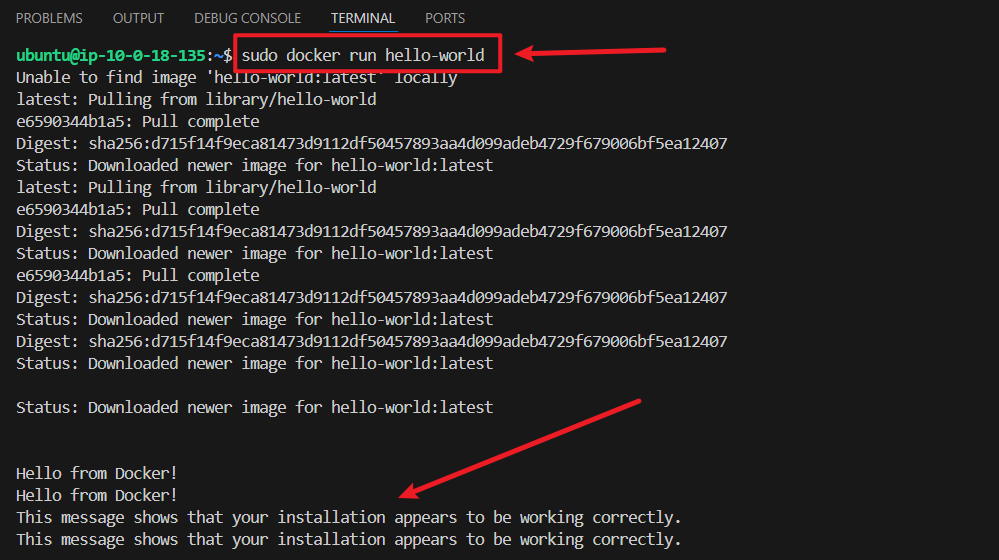 PROBLEMS OUTPUT DEBUG CONSOLE TERMINAL PORTS
ubuntu@ip-10-0-18-135:~$ sudo docker run hello-world
Unable to find image 'hello-world:latest' locally
latest: Pulling from library/hello-world
e6590344b1a5: Pull complete
Digest: sha256:d715f14f9eca81473d9112df50457893aa4d099adeb4729f679006bf5ea12407
Status: Downloaded newer image for hello-world:latest
latest: Pulling from library/hello-world
e6590344b1a5: Pull complete
Digest: sha256:d715f14f9eca81473d9112df50457893aa4d099adeb4729f679006bf5ea12407
Status: Downloaded newer image for hello-world:latest
e6590344b1a5: Pull complete
Digest: sha256:d715f14f9eca81473d9112df50457893aa4d099adeb4729f679006bf5ea12407
Status: Downloaded newer image for hello-world:latest
Digest: sha256:d715f14f9eca81473d9112df50457893aa4d099adeb4729f679006bf5ea12407
Status: Downloaded newer image for hello-world:latest
Status: Downloaded newer image for hello-world:latest
Hello from Docker!
Hello from Docker!
This message shows that your installation appears to be working correctly.
This message shows that your installation appears to be working correctly.